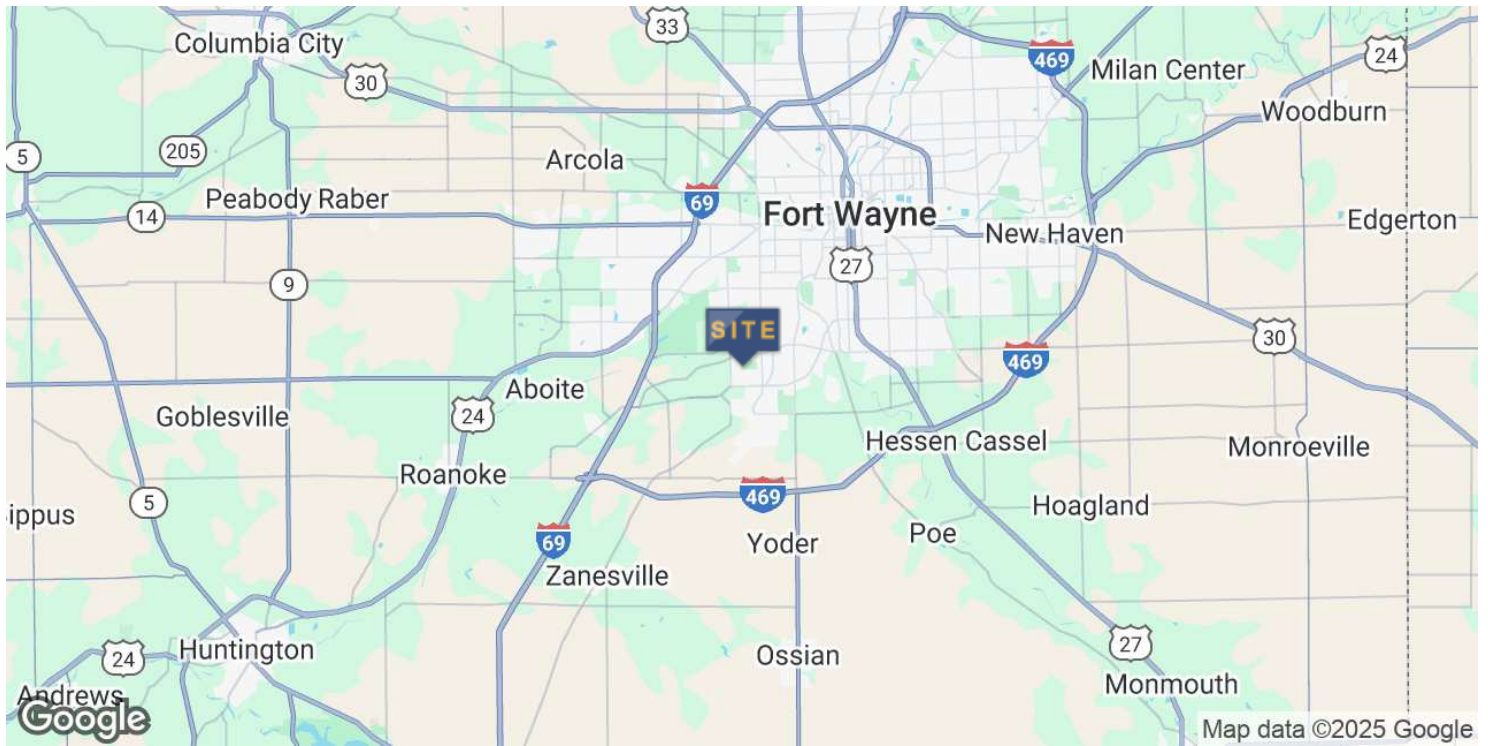 Columbia City
33
469
Milan Center
24
30
Woodburn
5
205
Arcola
Peabody Raber
69
14
Fort Wayne
Edgerton
New Haven
27
9
SITE
30
469
Aboite
24
Goblesville
Hessen Cassel
Monroeville
Roanoke
5
469
Hoagland
ippus
69
Yoder
Poe
Zanesville
Huntington
24
Ossian
27
Monmouth
Andrews
Google
Map data ©2025 Google